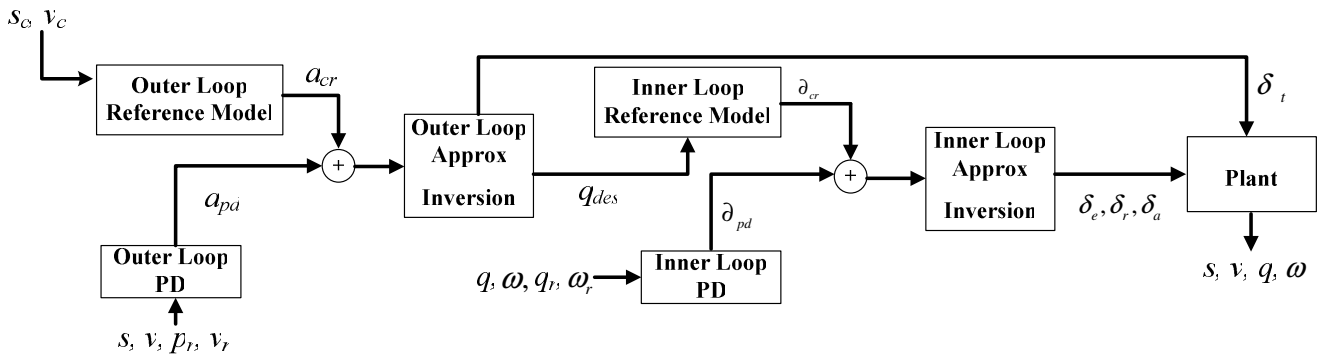 s_c, v_c
Outer Loop
Reference Model
a_cr
Outer Loop
Approx
Inversion
Inner Loop
Reference Model
∂_cr
δ_t
+
a_pd
Outer Loop
PD
s, v, p_r, v_r
q_des
+
∂_pd
q, ω, q_r, ω_r
Inner Loop
PD
Inner Loop
Approx
Inversion
δ_e, δ_r, δ_a
Plant
s, v, q, ω